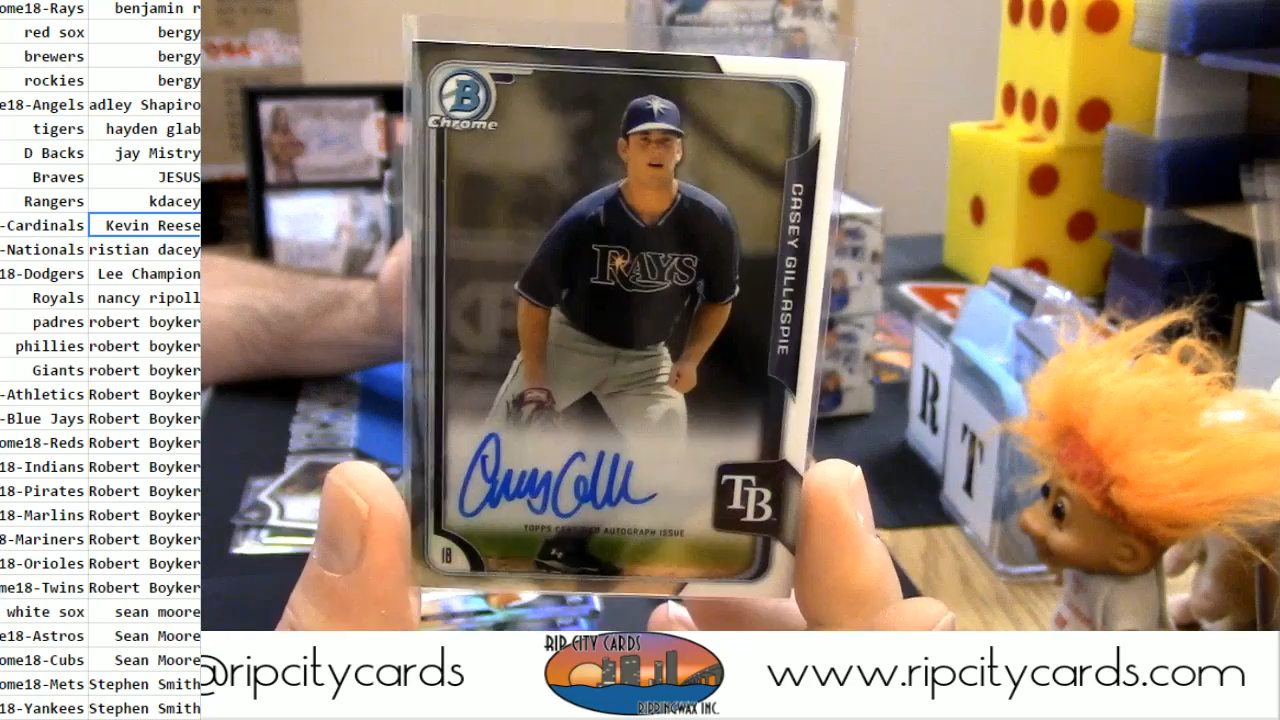 ome18-Rays benjamin r
red sox bergy
brewers bergy
rockies bergy
e18-Angels adley Shapiro
tigers hayden glab
D Backs jay Mistry
Braves JESUS
Rangers kdacey
-Cardinals Kevin Reese
-Nationals ristian dacey
18-Dodgers Lee Champion
Royals nancy ripoll
padres robert boyker
phillies robert boyker
Giants robert boyker
-Athletics Robert Boyker
-Blue Jays Robert Boyker
ome18-Reds Robert Boyker
18-Indians Robert Boyker
18-Pirates Robert Boyker
18-Marlins Robert Boyker
8-Mariners Robert Boyker
18-Orioles Robert Boyker
me18-Twins Robert Boyker
white sox sean moore
e18-Astros Sean Moore
ome18-Cubs Sean Moore
ome18-Mets Stephen Smith
18-Yankees Stephen Smith
B
Chrome
CASEY GILLASPIE
RAYS
TB
TOPPS CERTIFIED AUTOGRAPH ISSUE
1B
R
T
@ripcitycards
RIP CITY CARDS
RIPPINGWAX INC.
www.ripcitycards.com